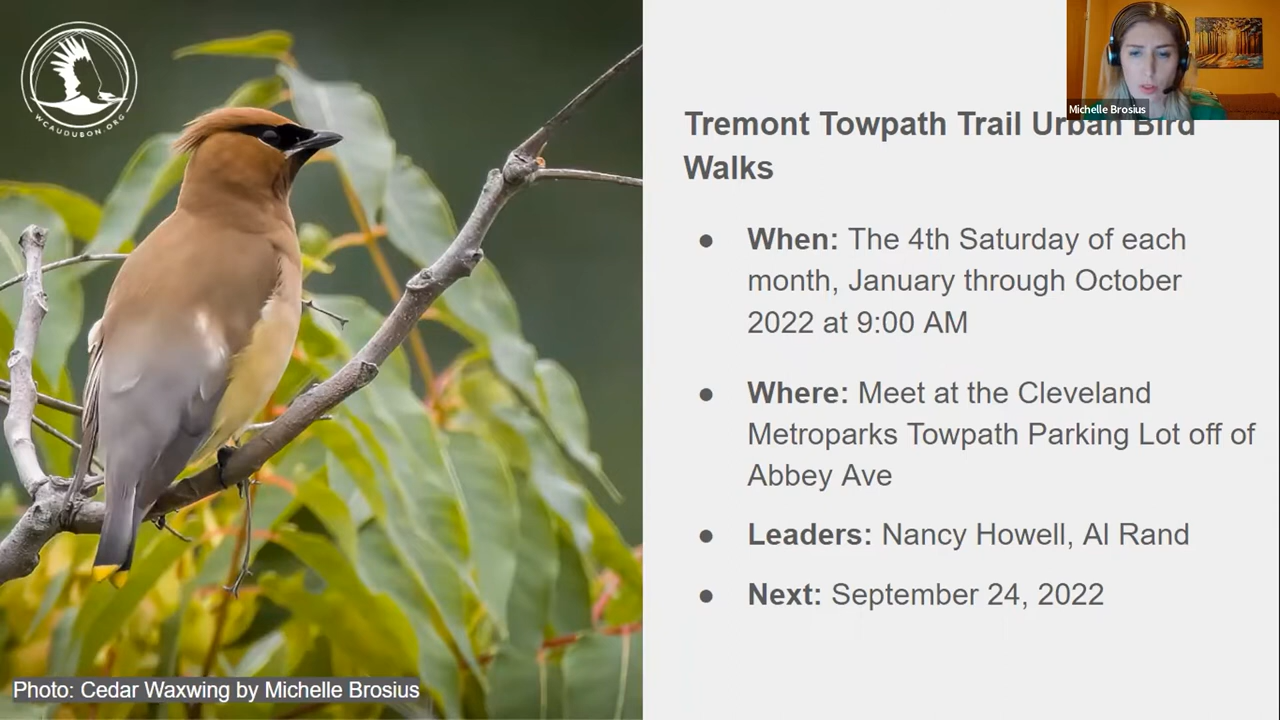 WCAUDUBON.ORG
Michelle Brosius
Tremont Towpath Trail Urban Bird
Walks
● When: The 4th Saturday of each
month, January through October
2022 at 9:00 AM
● Where: Meet at the Cleveland
Metroparks Towpath Parking Lot off of
Abbey Ave
● Leaders: Nancy Howell, Al Rand
● Next: September 24, 2022
Photo: Cedar Waxwing by Michelle Brosius